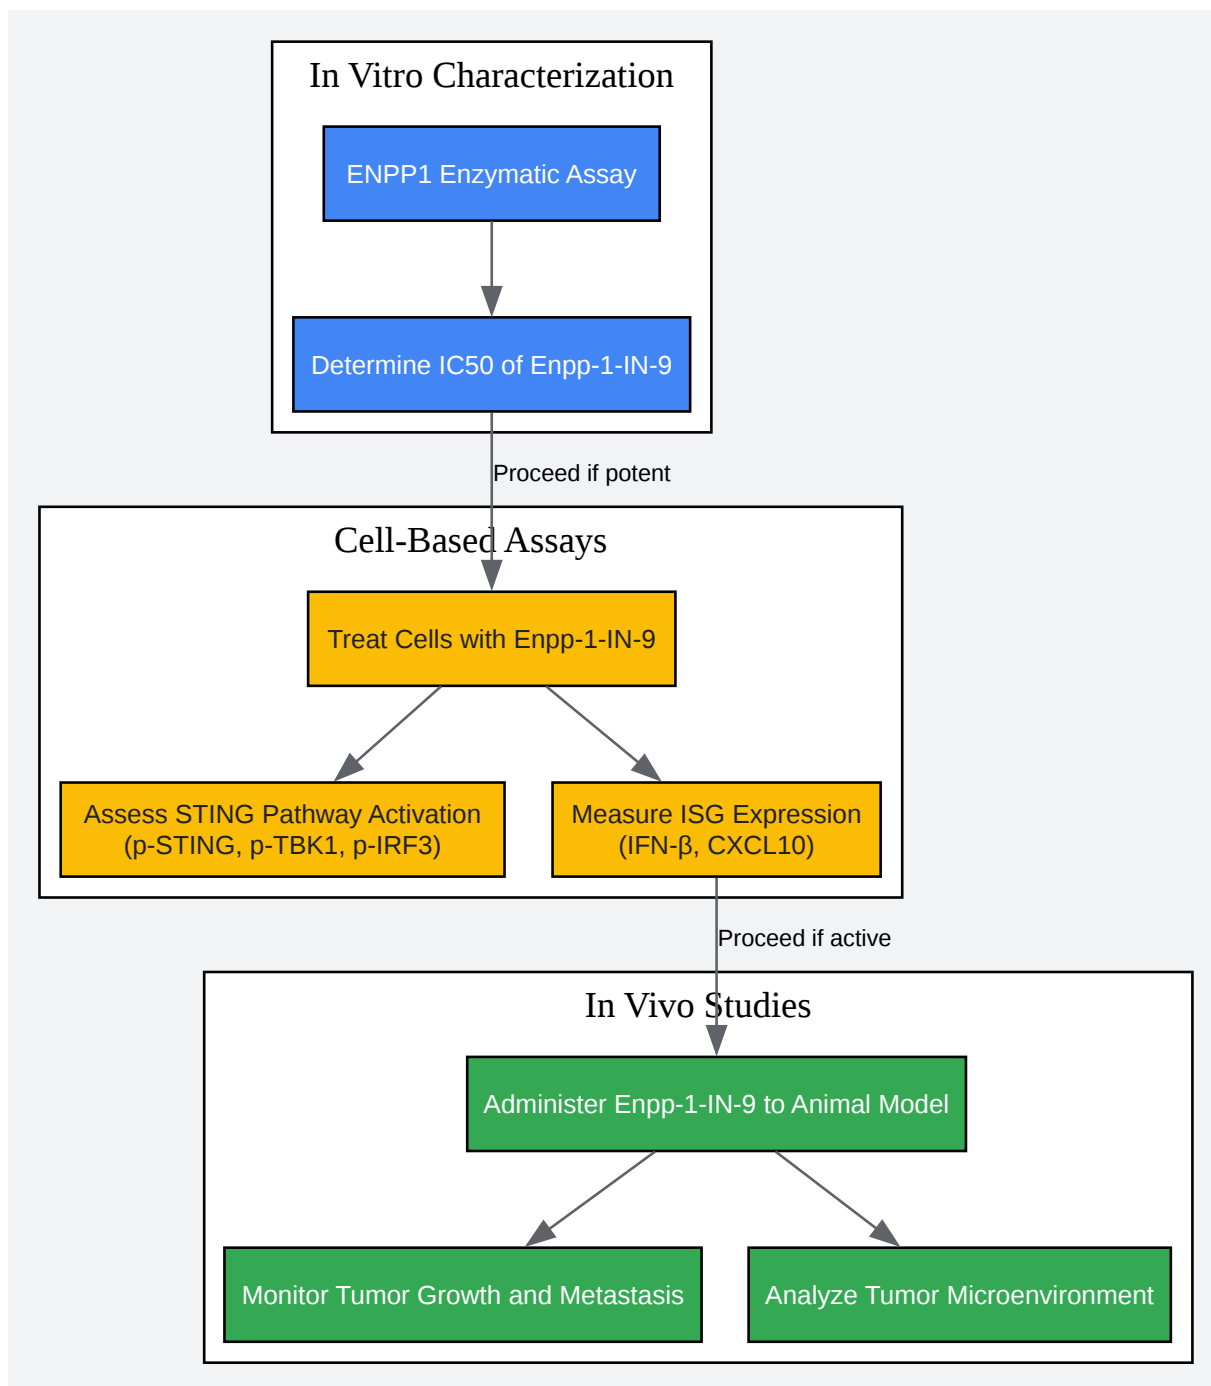 In Vitro Characterization
ENPP1 Enzymatic Assay
Determine IC50 of Enpp-1-IN-9
Proceed if potent
Cell-Based Assays
Treat Cells with Enpp-1-IN-9
Assess STING Pathway Activation
(p-STING, p-TBK1, p-IRF3)
Measure ISG Expression
(IFN-β, CXCL10)
Proceed if active
In Vivo Studies
Administer Enpp-1-IN-9 to Animal Model
Monitor Tumor Growth and Metastasis
Analyze Tumor Microenvironment